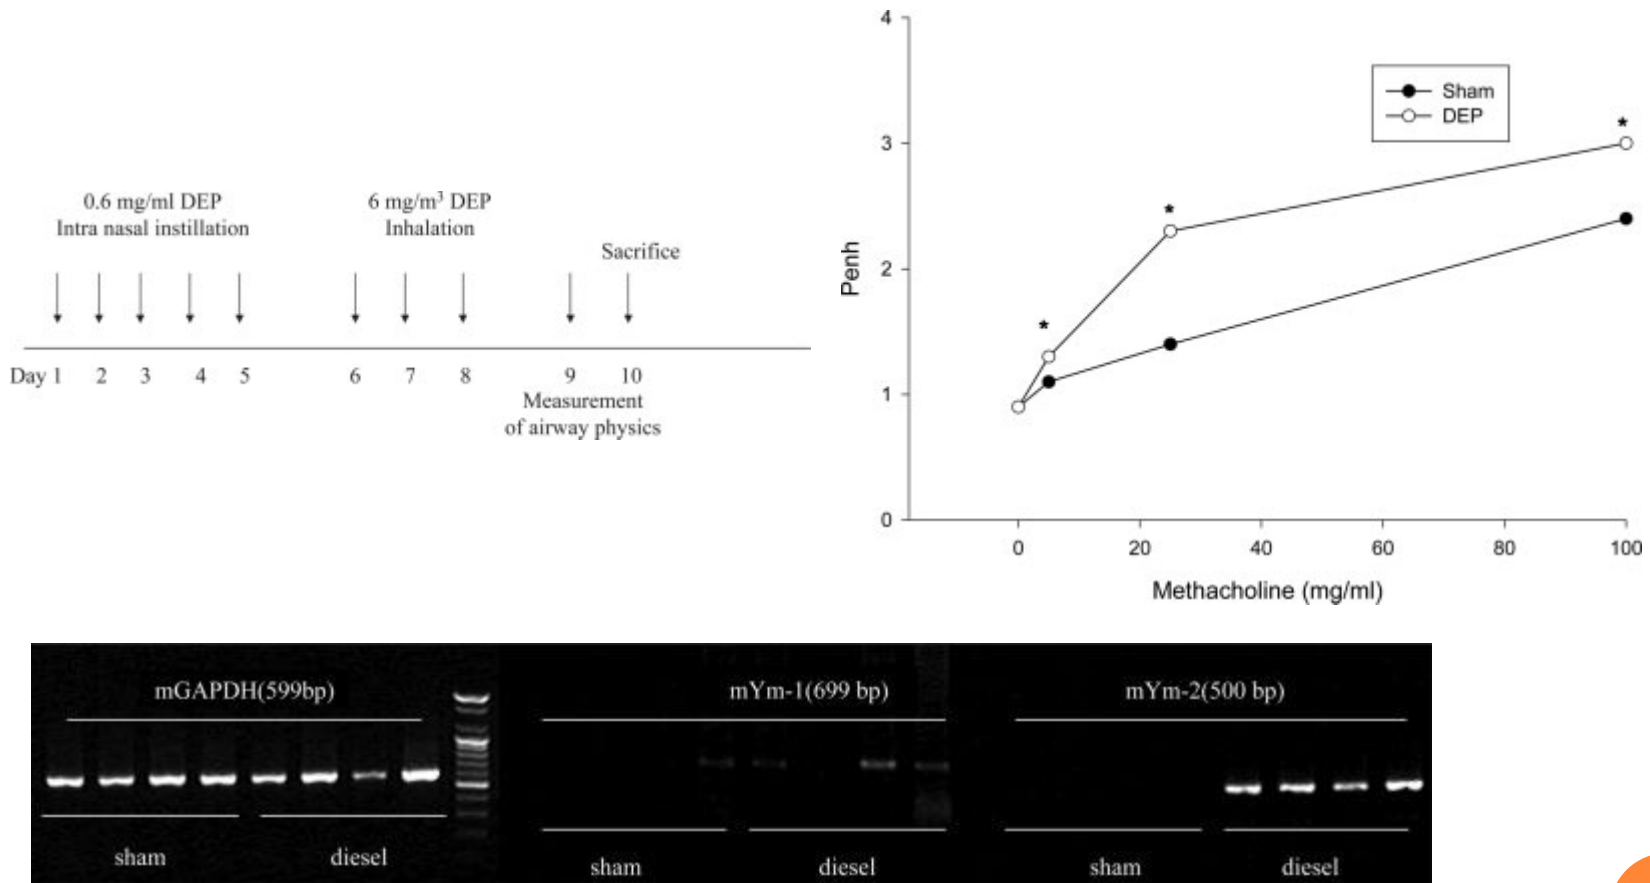 0.6 mg/ml DEP
Intra nasal instillation
6 mg/m³ DEP
Inhalation
Sacrifice
Day 1 2 3 4 5 6 7 8 9 10
Measurement
of airway physics
4
3
2
1
0
Penh
* * *
Sham
DEP
0 20 40 60 80 100
Methacholine (mg/ml)
mGAPDH(599bp) mYm-1(699 bp) mYm-2(500 bp)
sham diesel sham diesel sham diesel